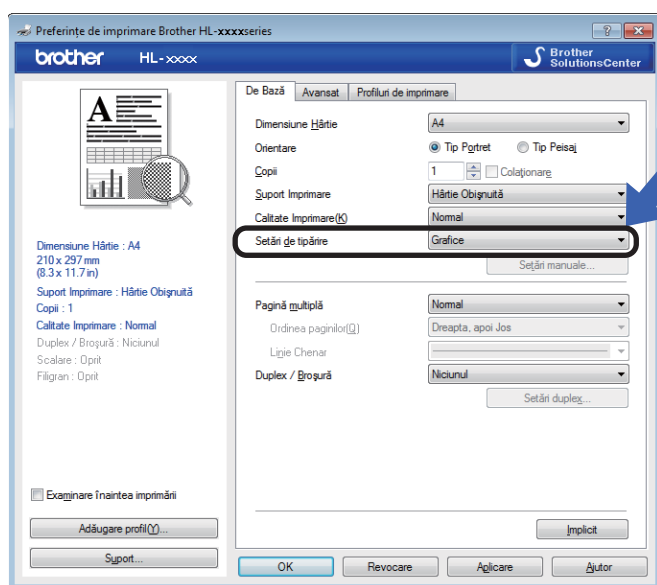 Preferințe de imprimare Brother HL-xxxxseries
brother HL-xxxx
Brother
SolutionsCenter
De Bază Avansat Profiluri de imprimare
A
Dimensiune Hârtie A4
Orientare Tip Portret Tip Peisaj
Copii 1 Colaționare
Suport Imprimare Hârtie Obișnuită
Calitate Imprimare(K) Normal
Setări de tipărire Grafice
Setări manuale...
Dimensiune Hârtie : A4
210 x 297 mm
(8.3 x 11.7 in)
Suport Imprimare : Hârtie Obișnuită
Copii : 1
Calitate Imprimare : Normal
Duplex / Broșură : Niciunul
Scalare : Oprit
Filigran : Oprit
Pagină multiplă Normal
Ordinea paginilor(Q) Dreapta, apoi Jos
Linie Chenar
Duplex / Broșură Niciunul
Setări duplex...
Examinare înaintea imprimării
Adăugare profil(Y)...
Implicit
Suport...
OK Revocare Aplicare Ajutor